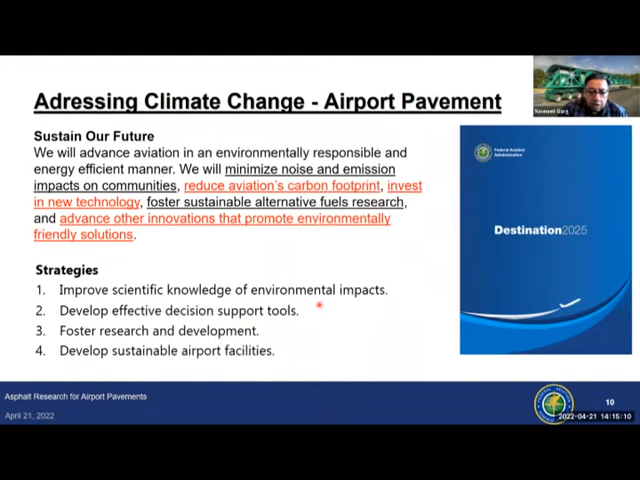 Adressing Climate Change - Airport Pavement
Navneet Garg
Sustain Our Future
We will advance aviation in an environmentally responsible and
energy efficient manner. We will minimize noise and emission
impacts on communities, reduce aviation's carbon footprint, invest
in new technology, foster sustainable alternative fuels research,
and advance other innovations that promote environmentally
friendly solutions.
Federal Aviation
Administration
Destination2025
Strategies
1. Improve scientific knowledge of environmental impacts.
2. Develop effective decision support tools.
3. Foster research and development.
4. Develop sustainable airport facilities.
Asphalt Research for Airport Pavements
April 21, 2022
10
2022-04-21 14:15:10